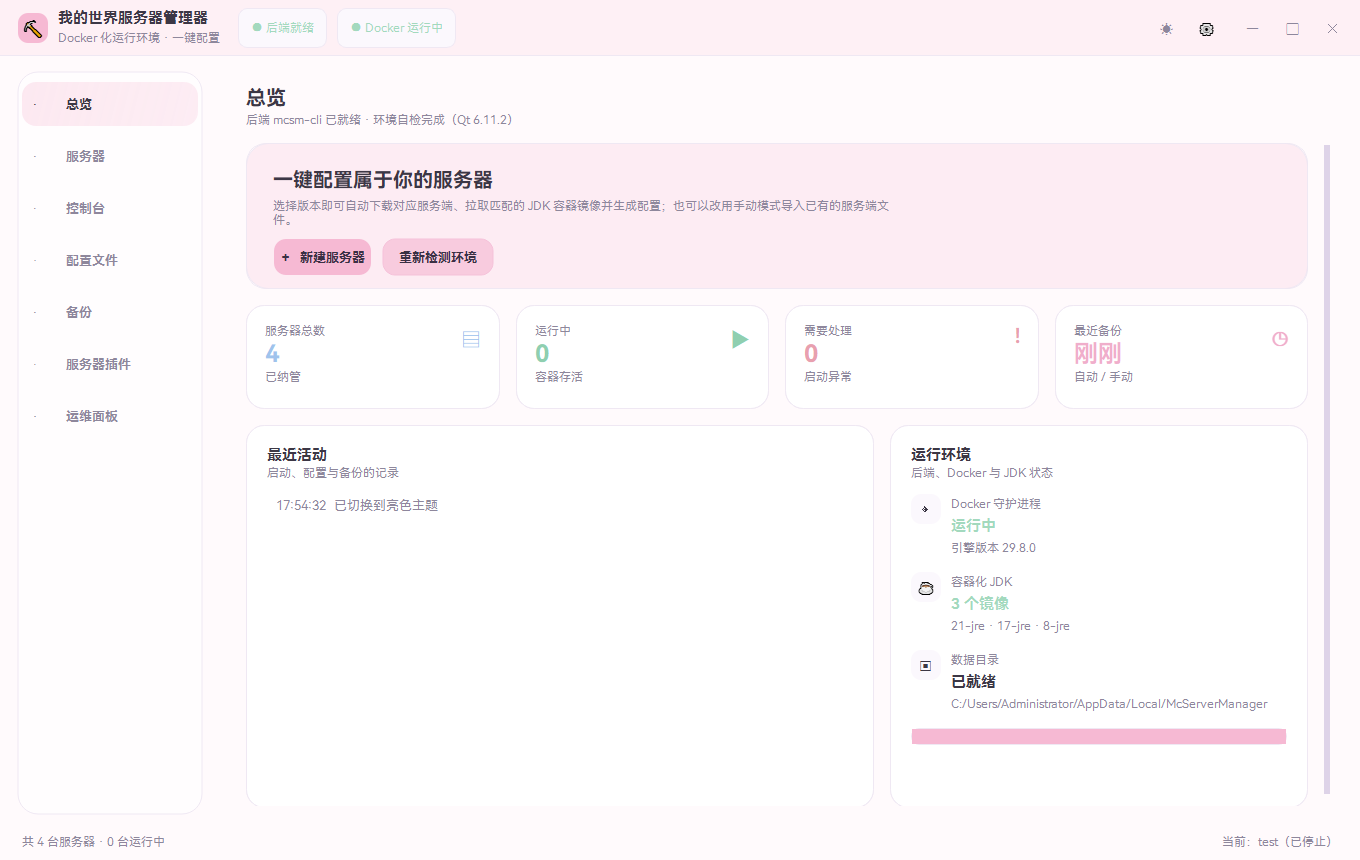 我的世界服务器管理器
Docker 化运行环境 · 一键配置
后端就绪
Docker 运行中
· 总览
· 服务器
· 控制台
· 配置文件
· 备份
· 服务器插件
· 运维面板
总览
后端 mcsm-cli 已就绪 · 环境自检完成（Qt 6.11.2）
一键配置属于你的服务器
选择版本即可自动下载对应服务端、拉取匹配的 JDK 容器镜像并生成配置；也可以改用手动模式导入已有的服务端文
件。
+ 新建服务器
重新检测环境
服务器总数
4
已纳管
运行中
0
容器存活
需要处理
0
启动异常
!
最近备份
刚刚
自动 / 手动
最近活动
启动、配置与备份的记录
17:54:32 已切换到亮色主题
运行环境
后端、Docker 与 JDK 状态
Docker 守护进程
运行中
引擎版本 29.8.0
容器化 JDK
3 个镜像
21-jre · 17-jre · 8-jre
数据目录
已就绪
C:/Users/Administrator/AppData/Local/McServerManager
共 4 台服务器 · 0 台运行中
当前：test（已停止）